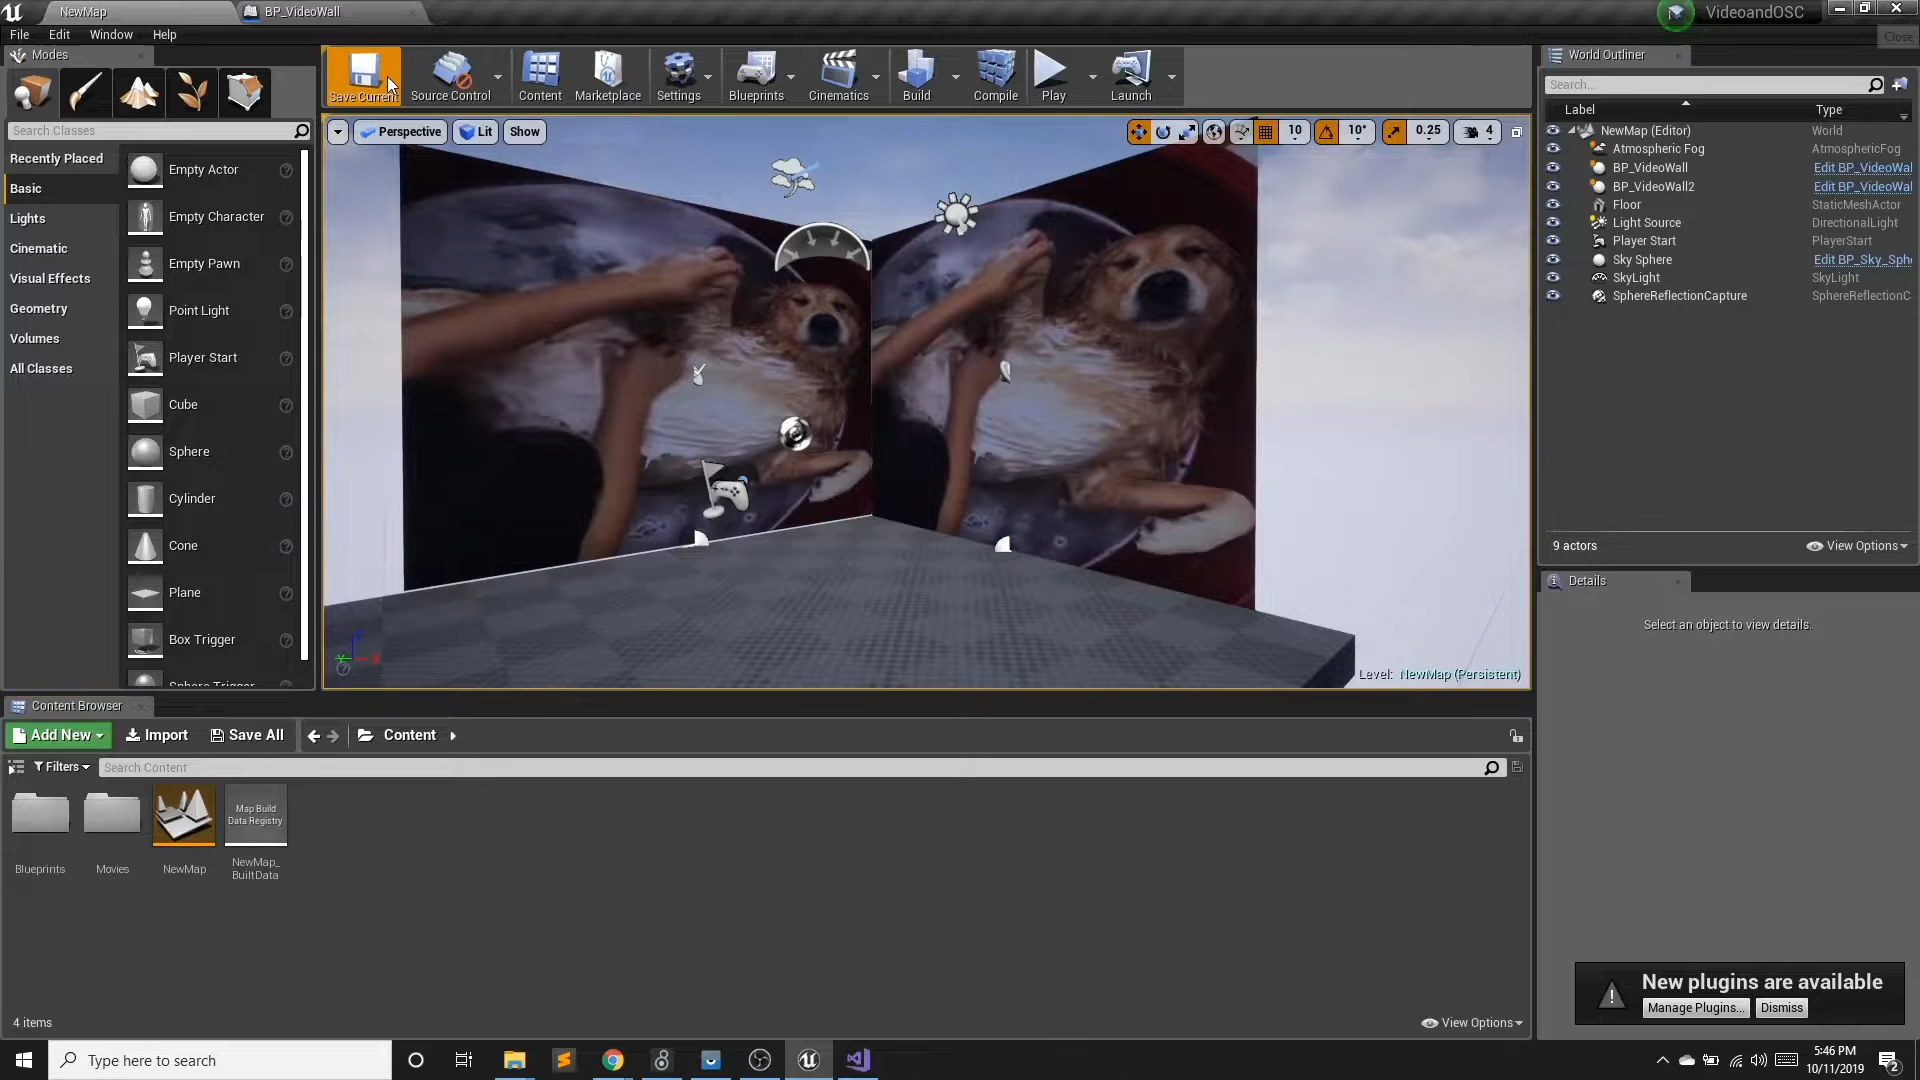 NewMap
BP_VideoWall
VideoandOSC
File Edit Window Help
Close
Modes
World Outliner
Save Current
Source Control
Content
Marketplace
Settings
Blueprints
Cinematics
Build
Compile
Play
Launch
Search Classes
Perspective
Lit
Show
10
10°
0.25
4
Search...
Label Type
Recently Placed
Basic
Lights
Cinematic
Visual Effects
Geometry
Volumes
All Classes
Empty Actor
Empty Character
Empty Pawn
Point Light
Player Start
Cube
Sphere
Cylinder
Cone
Plane
Box Trigger
Sphere Trigger
NewMap (Editor) World
Atmospheric Fog AtmosphericFog
BP_VideoWall Edit BP_VideoWal
BP_VideoWall2 Edit BP_VideoWal
Floor StaticMeshActor
Light Source DirectionalLight
Player Start PlayerStart
Sky Sphere Edit BP_Sky_Sph
SkyLight SkyLight
SphereReflectionCapture SphereReflectionC
9 actors View Options
Details
Select an object to view details.
Level: NewMap (Persistent)
Content Browser
Add New Import Save All Content
Filters Search Content
Map Build
Data Registry
Blueprints
Movies
NewMap
NewMap_
BuiltData
4 items
View Options
New plugins are available
Manage Plugins... Dismiss
Type here to search
5:46 PM
10/11/2019
2